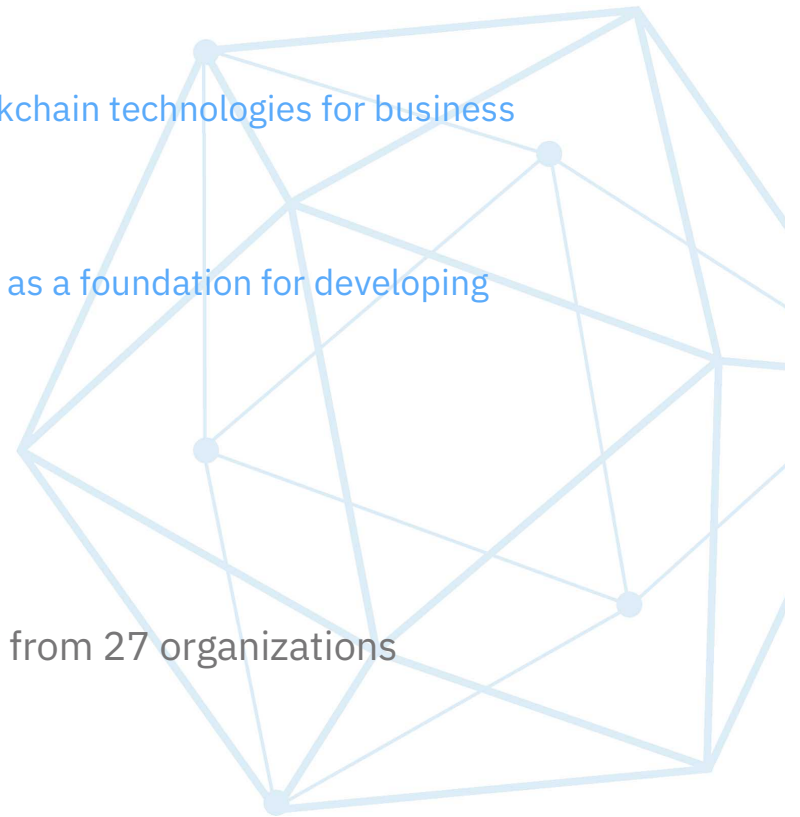 kchain technologies for business
as a foundation for developing
from 27 organizations